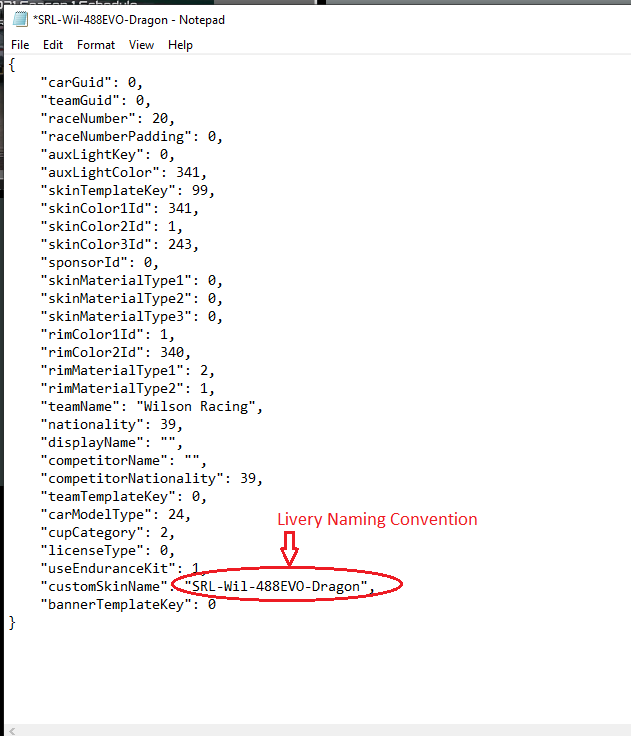 *SRL-Wil-488EVO-Dragon - Notepad
File Edit Format View Help
{
"carGuid": 0,
"teamGuid": 0,
"raceNumber": 20,
"raceNumberPadding": 0,
"auxLightKey": 0,
"auxLightColor": 341,
"skinTemplateKey": 99,
"skinColor1Id": 341,
"skinColor2Id": 1,
"skinColor3Id": 243,
"sponsorId": 0,
"skinMaterialType1": 0,
"skinMaterialType2": 0,
"skinMaterialType3": 0,
"rimColor1Id": 1,
"rimColor2Id": 340,
"rimMaterialType1": 2,
"rimMaterialType2": 1,
"teamName": "Wilson Racing",
"nationality": 39,
"displayName": "",
"competitorName": "",
"competitorNationality": 39,
"teamTemplateKey": 0,
"carModelType": 24,
Livery Naming Convention
"cupCategory": 2,
"licenseType": 0,
"useEnduranceKit": 1,
"customSkinName": "SRL-Wil-488EVO-Dragon",
"bannerTemplateKey": 0
}